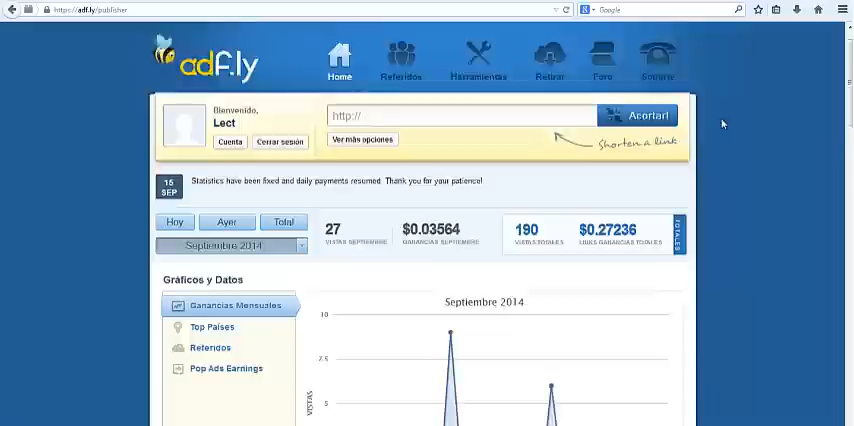 https://adf.ly/publisher
Google
adf.ly
Home
Referidos
Herramientas
Retirar
Foro
Soporte
Bienvenido,
Lect
Cuenta
Cerrar sesión
http://
Acortar!
Ver más opciones
Shorten a link
15
SEP
Statistics have been fixed and daily payments resumed. Thank you for your patience!
Hoy
Ayer
Total
Septiembre 2014
27
VISTAS SEPTIEMBRE
$0.03564
GANANCIAS SEPTIEMBRE
190
VISTAS TOTALES
$0.27236
GANANCIAS TOTALES
TOTALES
Gráficos y Datos
Ganancias Mensuales
Top Países
Referidos
Pop Ads Earnings
Septiembre 2014
10
7.5
5
VISTAS